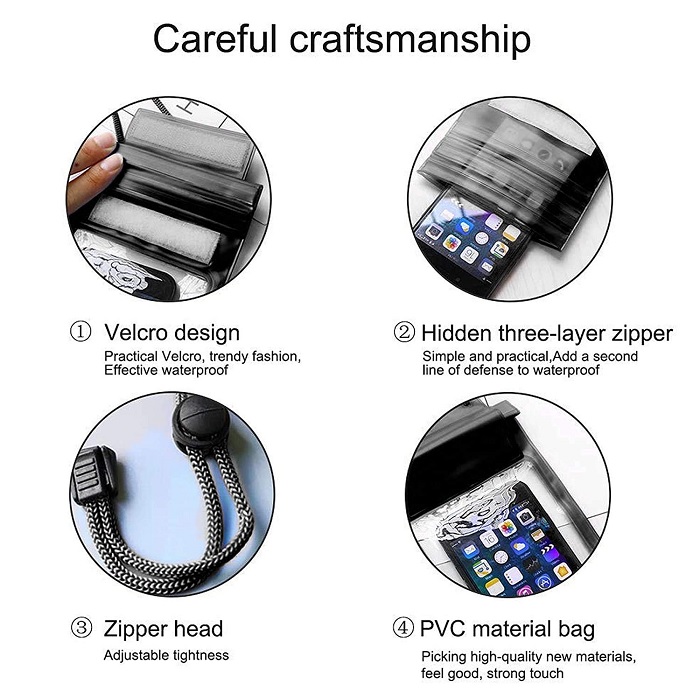 Careful craftsmanship
① Velcro design
Practical Velcro, trendy fashion,
Effective waterproof
② Hidden three-layer zipper
Simple and practical,Add a second
line of defense to waterproof
③ Zipper head
Adjustable tightness
④ PVC material bag
Picking high-quality new materials,
feel good, strong touch